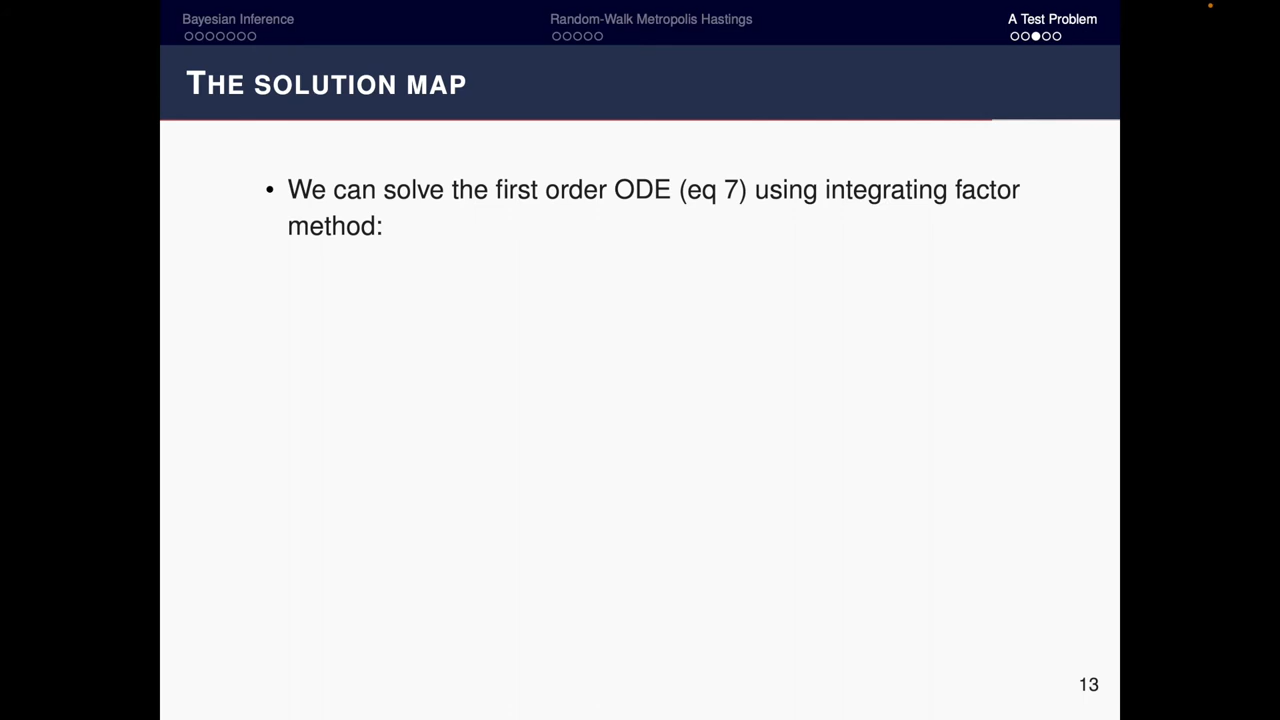 Bayesian Inference
Random-Walk Metropolis Hastings
A Test Problem
THE SOLUTION MAP
• We can solve the first order ODE (eq 7) using integrating factor
method:
13